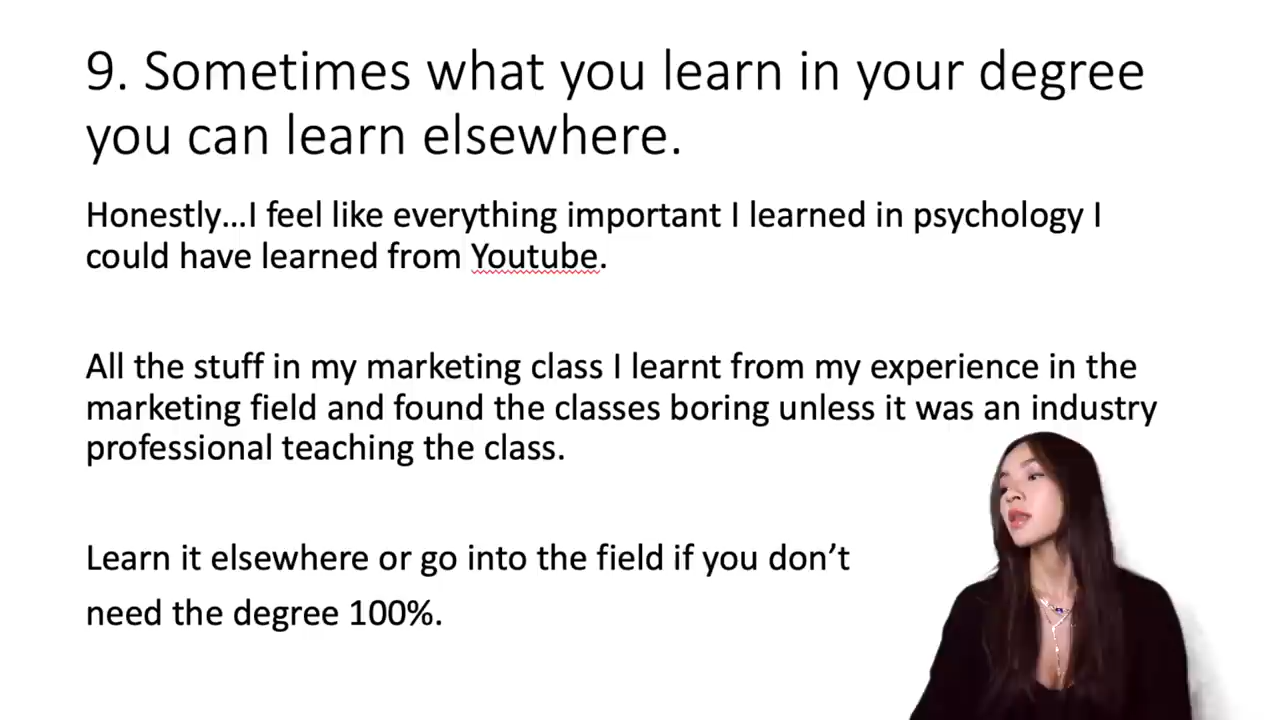 9. Sometimes what you learn in your degree
you can learn elsewhere.
Honestly...I feel like everything important I learned in psychology I
could have learned from Youtube.
All the stuff in my marketing class I learnt from my experience in the
marketing field and found the classes boring unless it was an industry
professional teaching the class.
Learn it elsewhere or go into the field if you don’t
need the degree 100%.